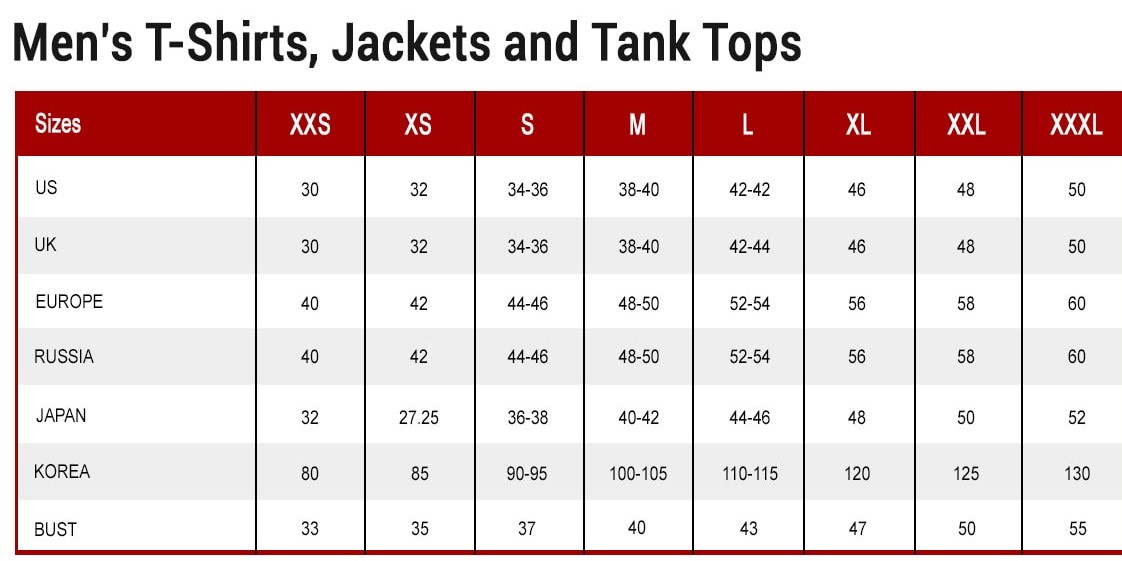 Men's T-Shirts, Jackets and Tank Tops
Sizes XXS XS S M L XL XXL XXXL
US 30 32 34-36 38-40 42-42 46 48 50
UK 30 32 34-36 38-40 42-44 46 48 50
EUROPE 40 42 44-46 48-50 52-54 56 58 60
RUSSIA 40 42 44-46 48-50 52-54 56 58 60
JAPAN 32 27.25 36-38 40-42 44-46 48 50 52
KOREA 80 85 90-95 100-105 110-115 120 125 130
BUST 33 35 37 40 43 47 50 55